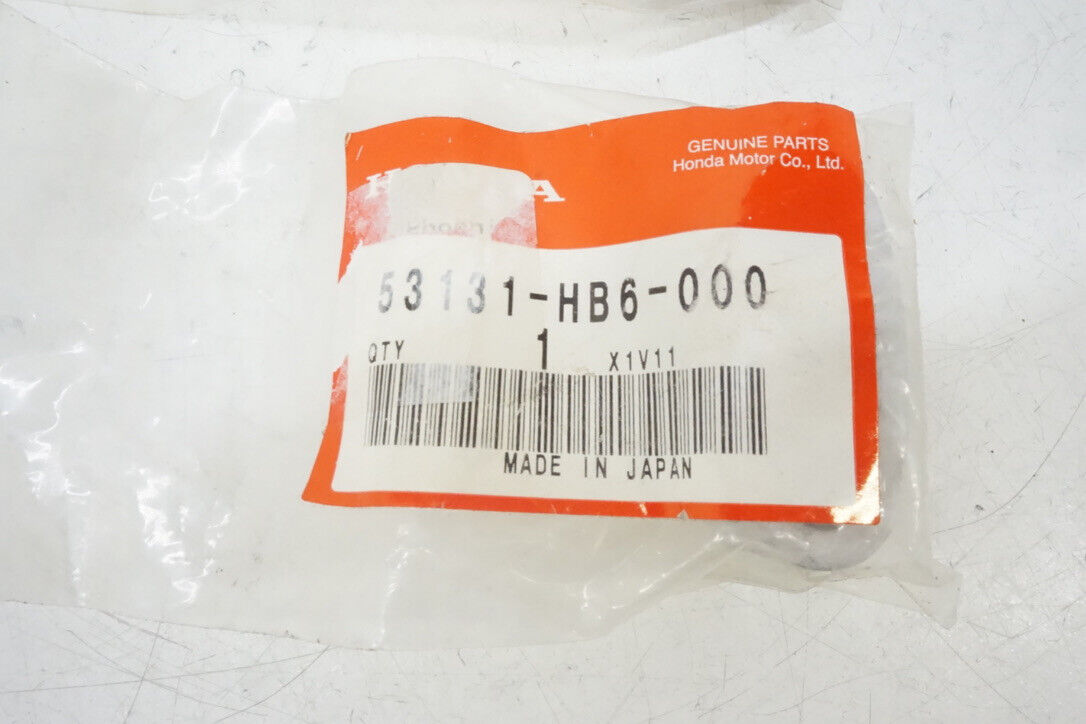 GENUINE PARTS
Honda Motor Co., Ltd.
53131-HB6-000
QTY 1 X1V11
MADE IN JAPAN